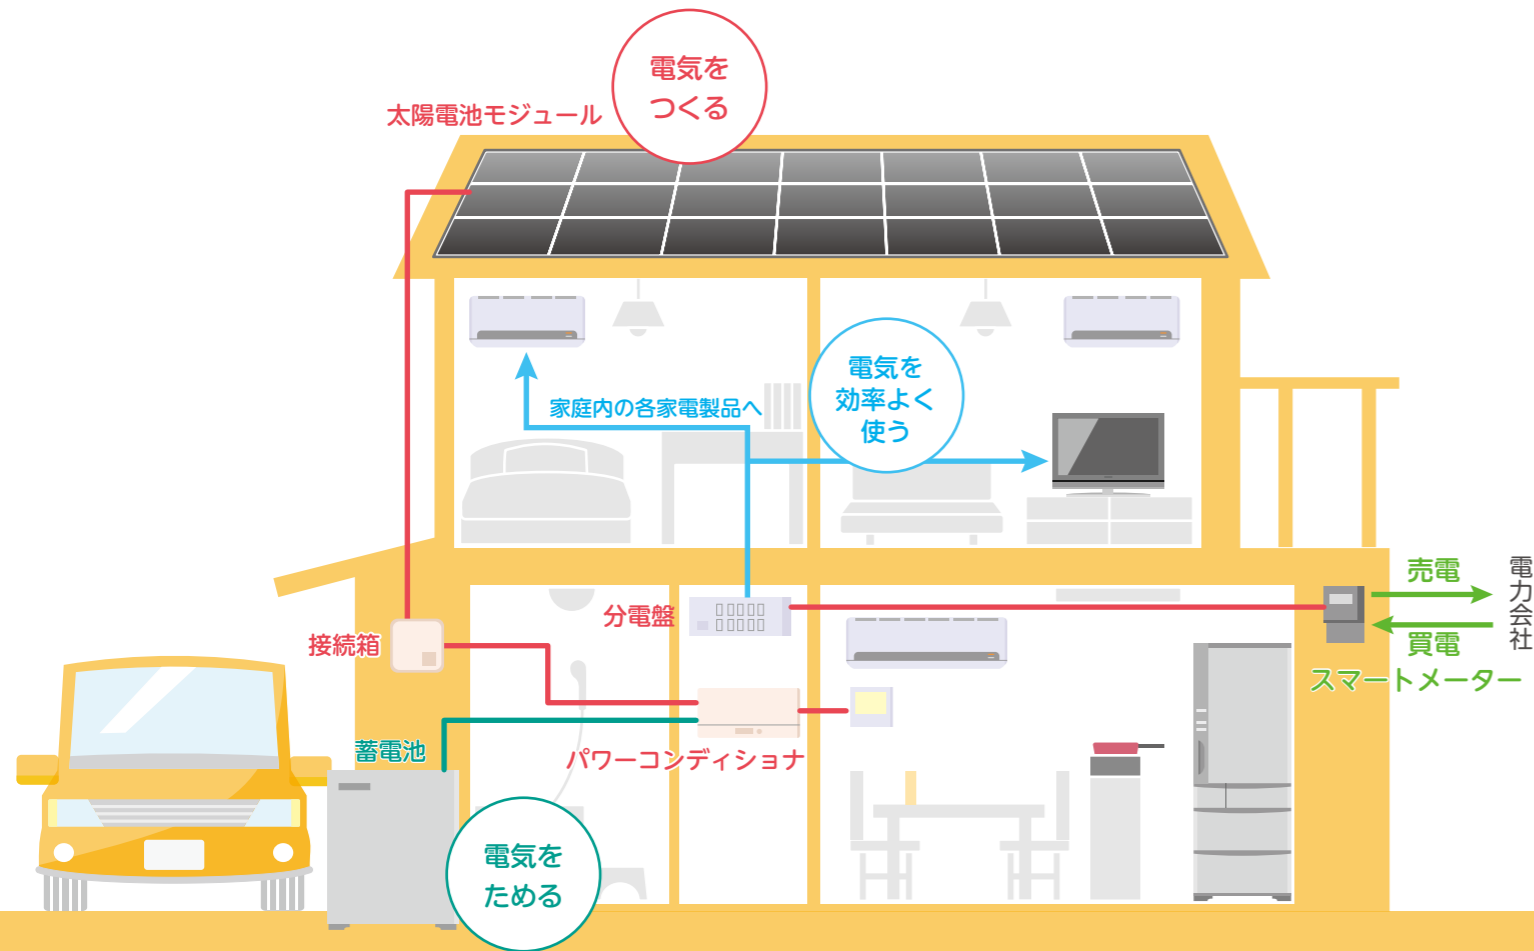 電気を
つくる
太陽電池モジュール
家庭内の各家電製品へ
電気を
効率よく
使う
売電
電力会社
買電
スマートメーター
分電盤
接続箱
蓄電池
パワーコンディショナ
電気を
ためる